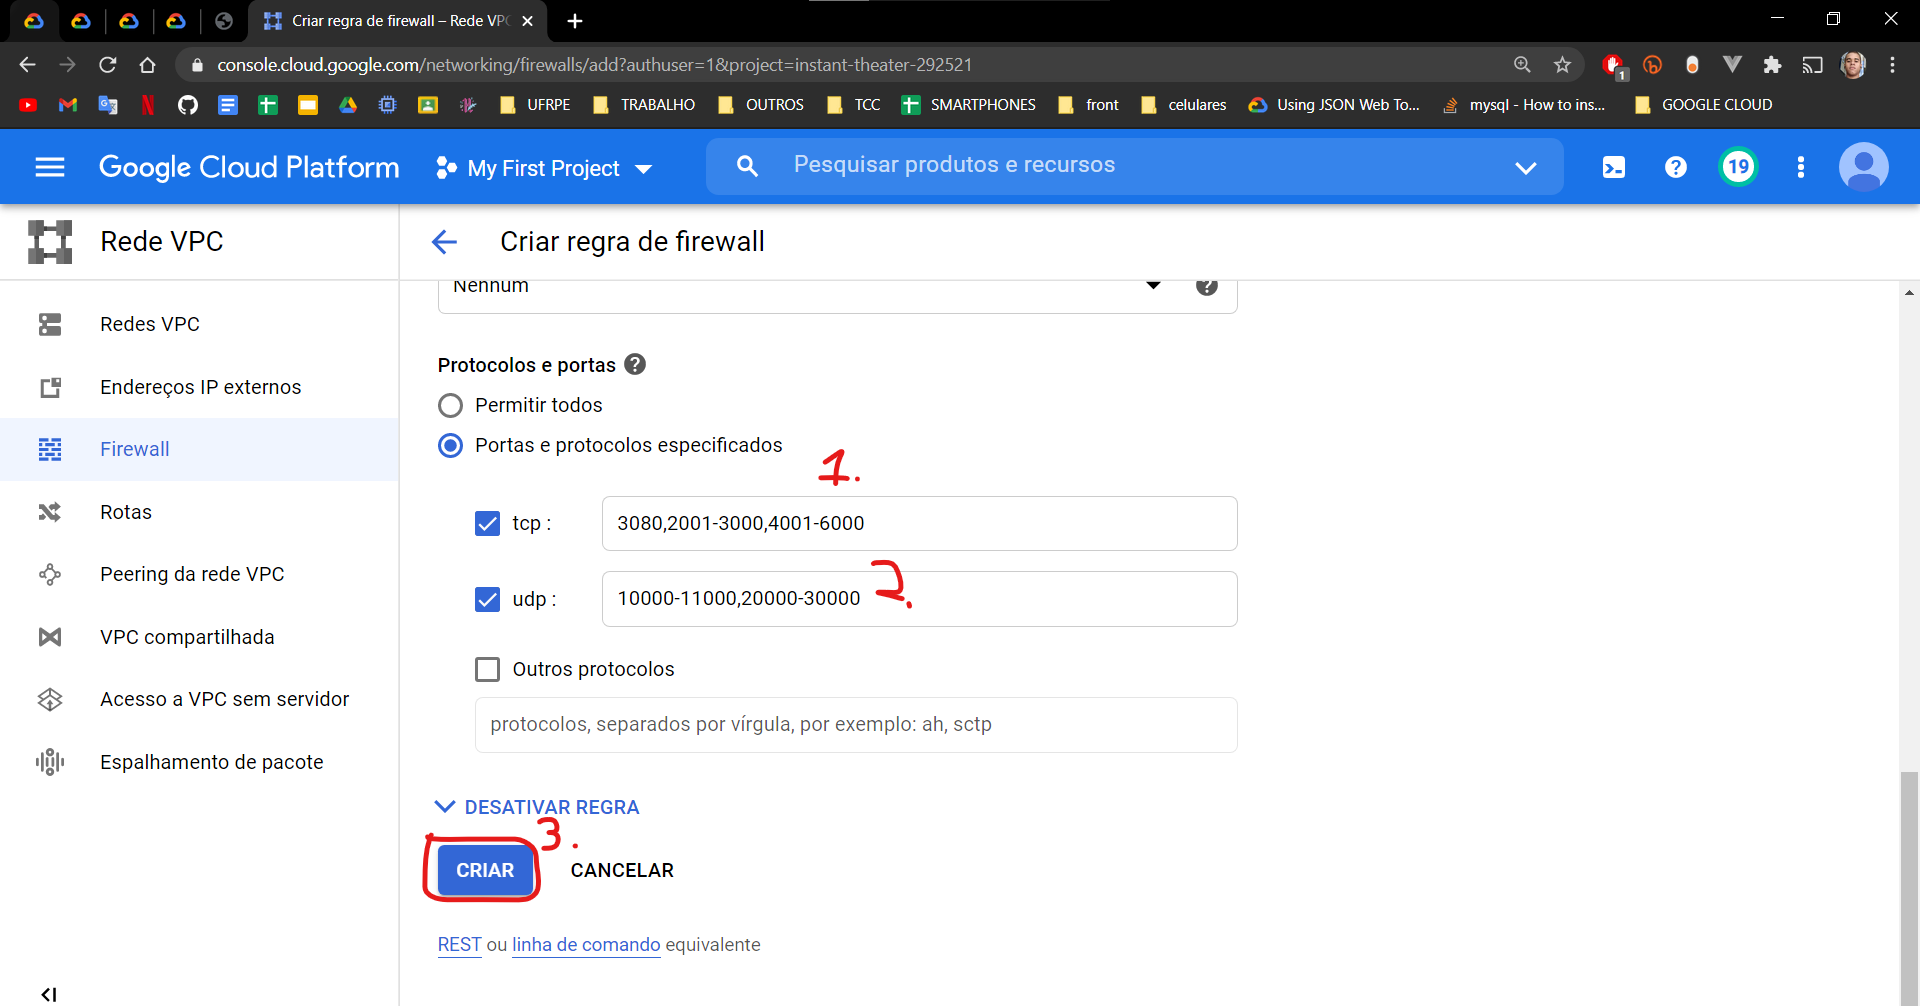 Criar regra de firewall – Rede VPC
console.cloud.google.com/networking/firewalls/add?authuser=1&project=instant-theater-292521
1
UFRPE TRABALHO OUTROS TCC SMARTPHONES front celulares Using JSON Web To... mysql - How to ins... GOOGLE CLOUD
Google Cloud Platform My First Project Pesquisar produtos e recursos 19
Rede VPC
Criar regra de firewall
Redes VPC
Endereços IP externos
Firewall
Rotas
Peering da rede VPC
VPC compartilhada
Acesso a VPC sem servidor
Espalhamento de pacote
Nenhum
Protocolos e portas
Permitir todos
Portas e protocolos especificados
1.
tcp : 3080,2001-3000,4001-6000
udp : 10000-11000,20000-30000 2.
Outros protocolos
protocolos, separados por vírgula, por exemplo: ah, sctp
DESATIVAR REGRA
3.
CRIAR CANCELAR
REST ou linha de comando equivalente